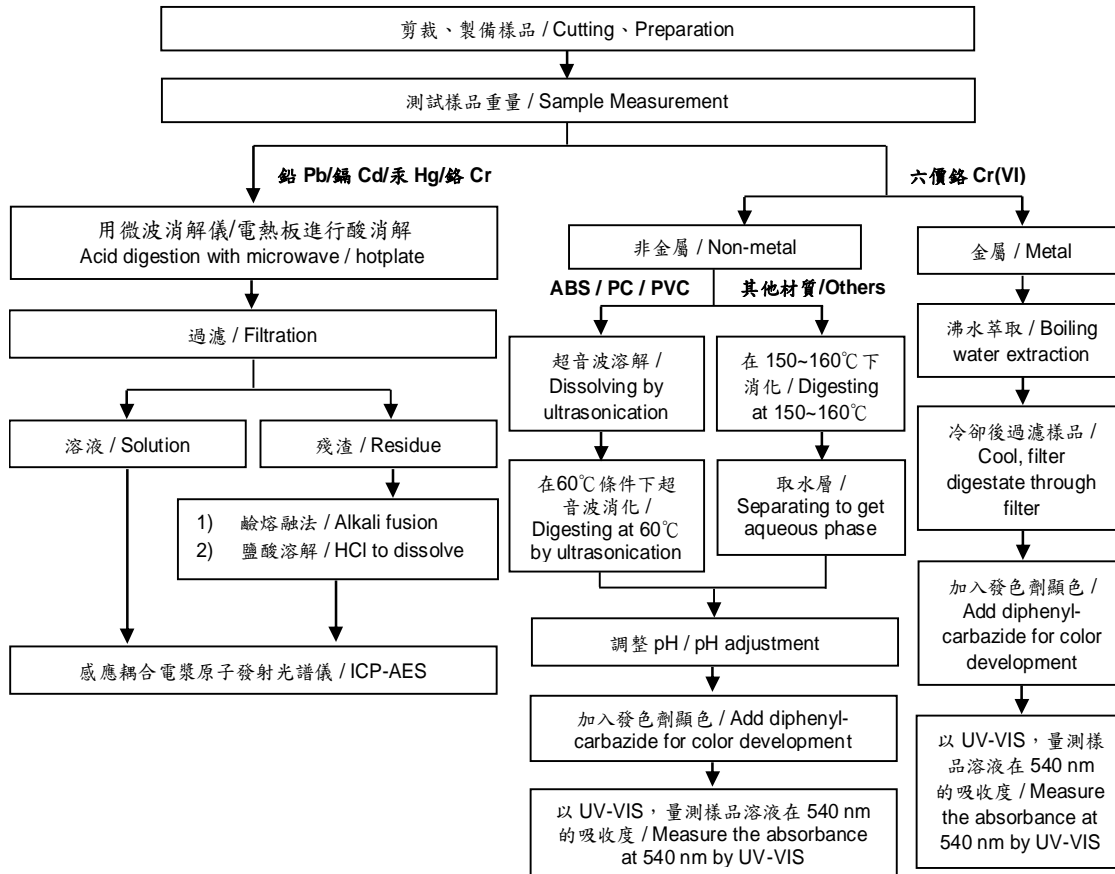 剪裁、製備樣品 / Cutting、Preparation
測試樣品重量 / Sample Measurement
鉛 Pb/鎘 Cd/汞 Hg/鉻 Cr
用微波消解儀/電熱板進行酸消解
Acid digestion with microwave / hotplate
過濾 / Filtration
溶液 / Solution
殘渣 / Residue
1) 鹼熔融法 / Alkali fusion
2) 鹽酸溶解 / HCl to dissolve
感應耦合電漿原子發射光譜儀 / ICP-AES
六價鉻 Cr(VI)
非金屬 / Non-metal
ABS / PC / PVC
超音波溶解 /
Dissolving by
ultrasonication
在60℃條件下超
音波消化 /
Digesting at 60℃
by ultrasonication
其他材質/Others
在 150~160℃下
消化 / Digesting
at 150~160℃
取水層 /
Separating to get
aqueous phase
調整 pH / pH adjustment
加入發色劑顯色 / Add diphenyl-
carbazide for color development
以 UV-VIS，量測樣品溶液在 540 nm
的吸收度 / Measure the absorbance
at 540 nm by UV-VIS
金屬 / Metal
沸水萃取 / Boiling
water extraction
冷卻後過濾樣品 /
Cool, filter
digestate through
filter
加入發色劑顯色 /
Add diphenyl-
carbazide for color
development
以 UV-VIS，量測樣
品溶液在 540 nm
的吸收度 / Measure
the absorbance at
540 nm by UV-VIS